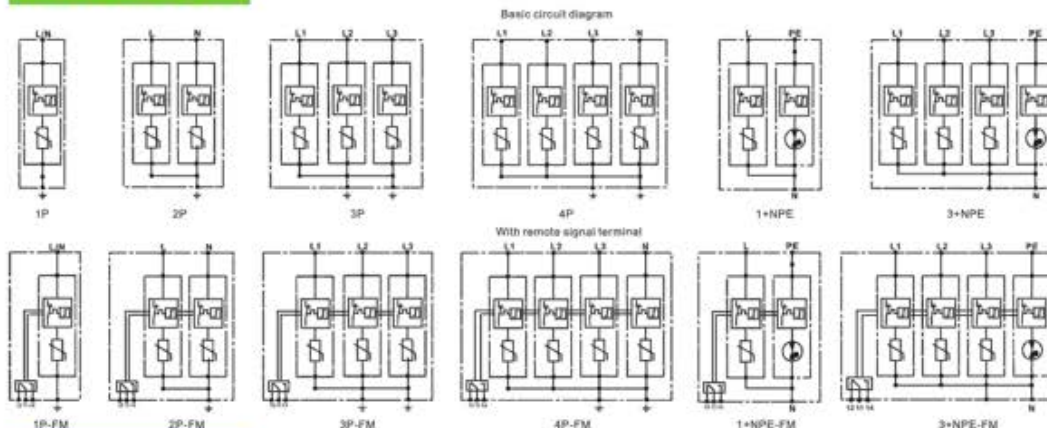 Basic circuit diagram
L/N L N L1 L2 L3 L1 L2 L3 N L PE L1 L2 L3 PE
N N
1P 2P 3P 4P 1+NPE 3+NPE
With remote signal terminal
L/N L N L1 L2 L3 L1 L2 L3 N L PE L1 L2 L3 PE
N N
1P-FM 2P-FM 3P-FM 4P-FM 1+NPE-FM 3+NPE-FM